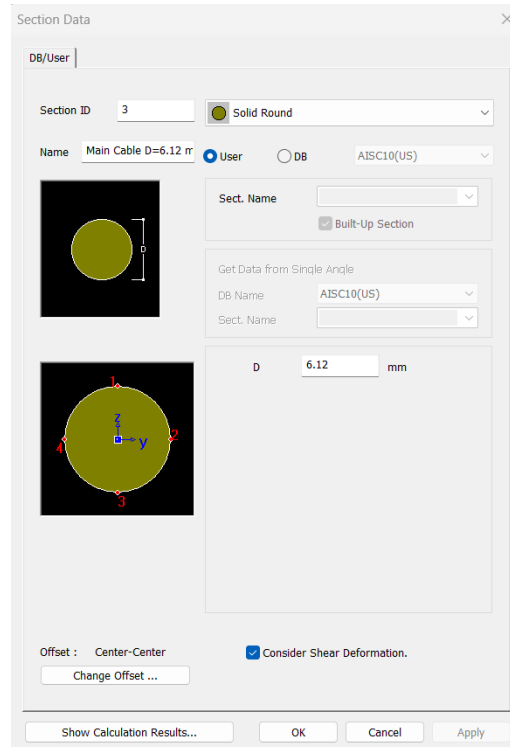 Section Data
DB/User
Section ID 3 Solid Round
Name Main Cable D=6.12 m User DB AISC10(US)
Sect. Name
Built-Up Section
D
Get Data from Single Angle
DB Name AISC10(US)
Sect. Name
D 6.12 mm
1
z
4 y 2
3
Offset : Center-Center Consider Shear Deformation.
Change Offset ...
Show Calculation Results... OK Cancel Apply